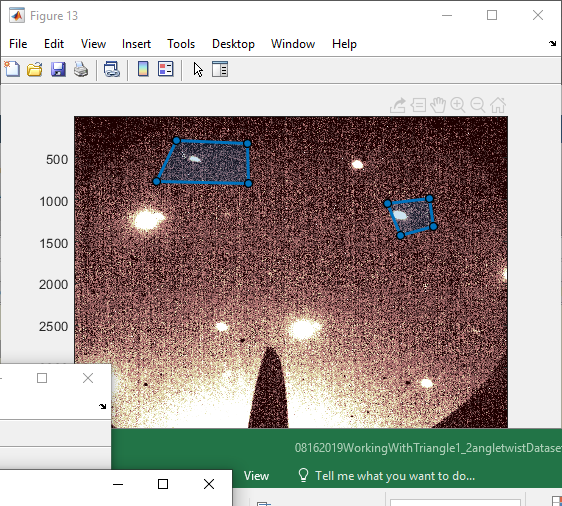 Figure 13
File Edit View Insert Tools Desktop Window Help
500
1000
1500
2000
2500
08162019WorkingWithTriangle1_2angletwistDatase
View Tell me what you want to do...